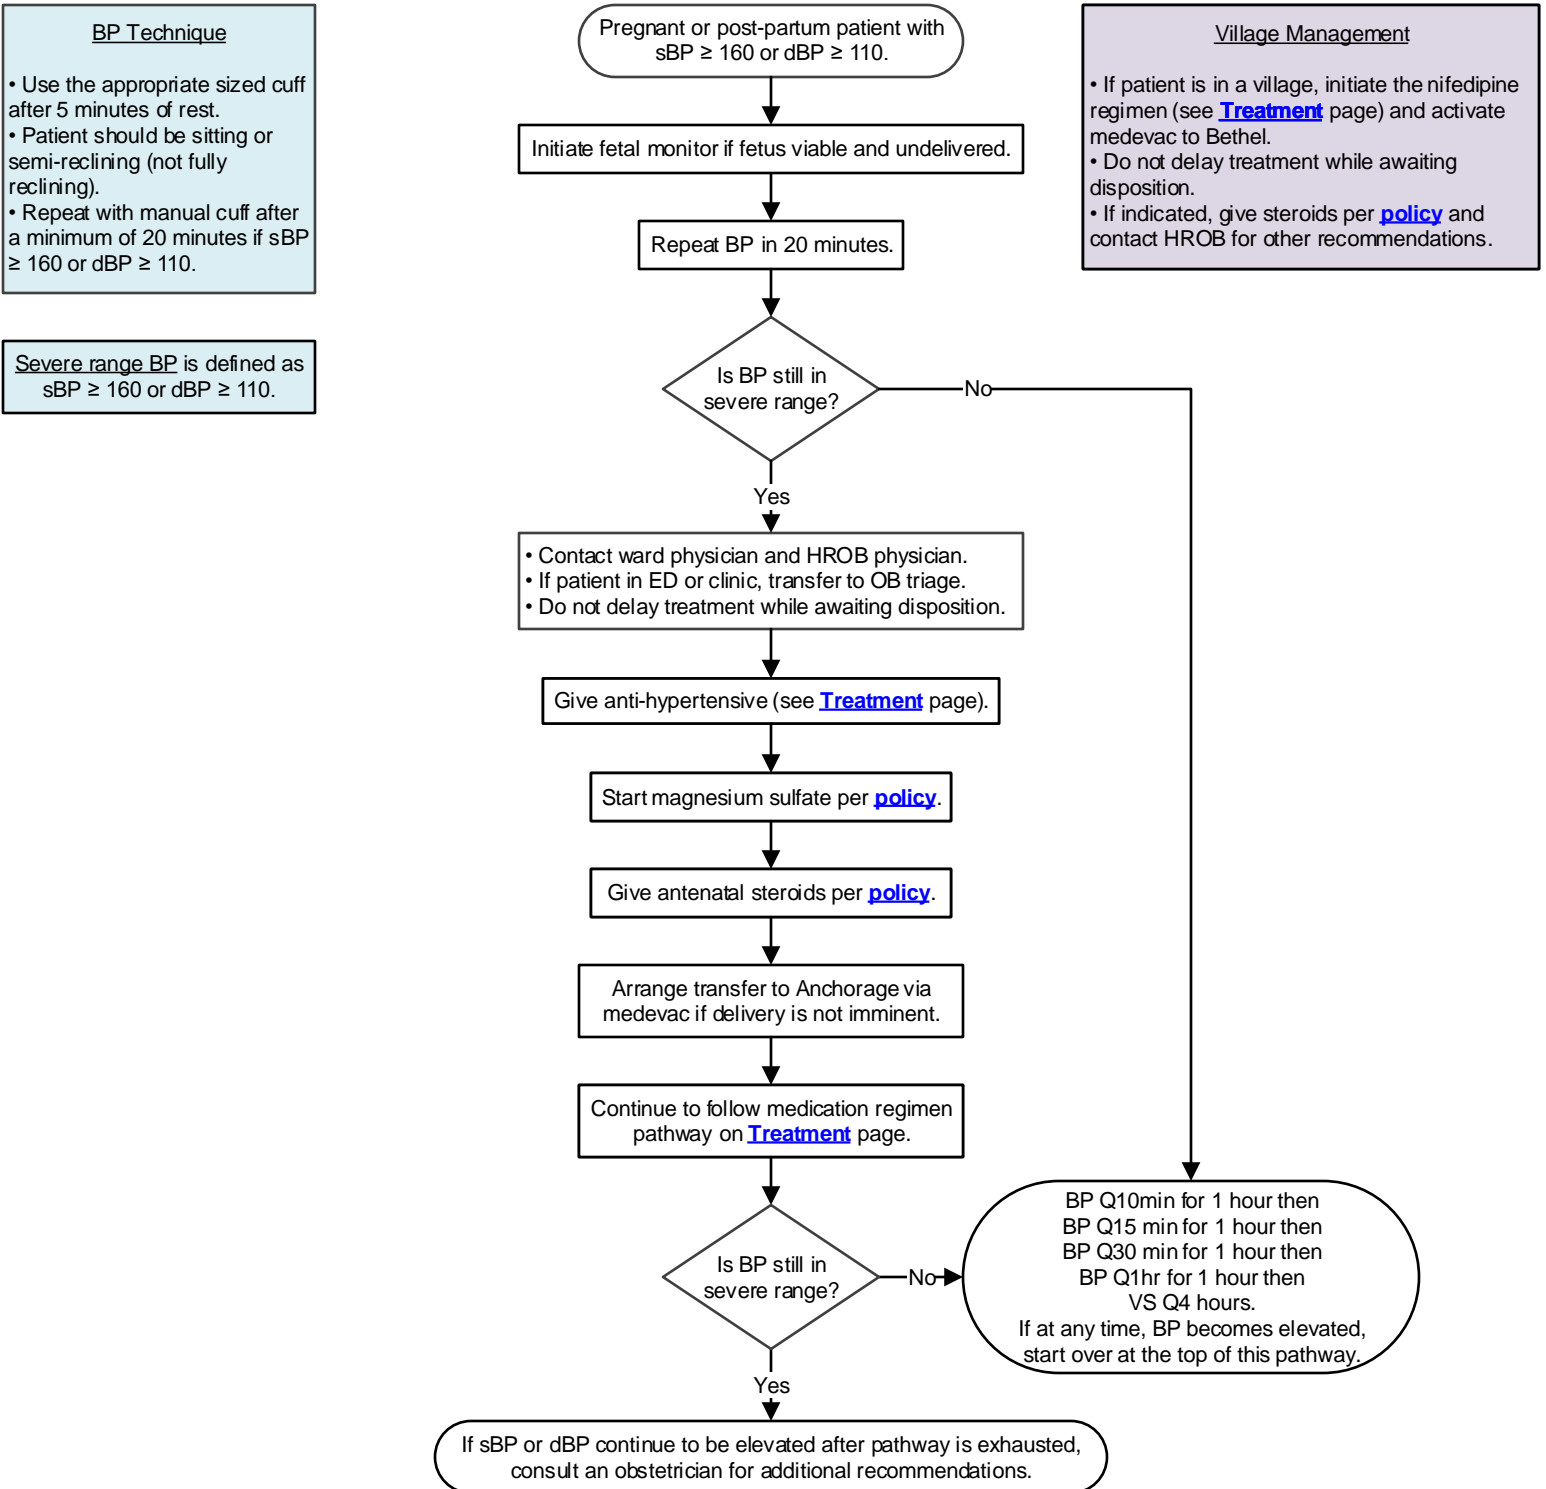 BP Technique
• Use the appropriate sized cuff
after 5 minutes of rest.
• Patient should be sitting or
semi-reclining (not fully
reclining).
• Repeat with manual cuff after
a minimum of 20 minutes if sBP
≥ 160 or dBP ≥ 110.
Severe range BP is defined as
sBP ≥ 160 or dBP ≥ 110.
Pregnant or post-partum patient with
sBP ≥ 160 or dBP ≥ 110.
Initiate fetal monitor if fetus viable and undelivered.
Repeat BP in 20 minutes.
Is BP still in
severe range?
No
Yes
• Contact ward physician and HROB physician.
• If patient in ED or clinic, transfer to OB triage.
• Do not delay treatment while awaiting disposition.
Give anti-hypertensive (see Treatment page).
Start magnesium sulfate per policy.
Give antenatal steroids per policy.
Arrange transfer to Anchorage via
medevac if delivery is not imminent.
Continue to follow medication regimen
pathway on Treatment page.
Is BP still in
severe range?
No
Yes
If sBP or dBP continue to be elevated after pathway is exhausted,
consult an obstetrician for additional recommendations.
Village Management
• If patient is in a village, initiate the nifedipine
regimen (see Treatment page) and activate
medevac to Bethel.
• Do not delay treatment while awaiting
disposition.
• If indicated, give steroids per policy and
contact HROB for other recommendations.
BP Q10min for 1 hour then
BP Q15 min for 1 hour then
BP Q30 min for 1 hour then
BP Q1hr for 1 hour then
VS Q4 hours.
If at any time, BP becomes elevated,
start over at the top of this pathway.